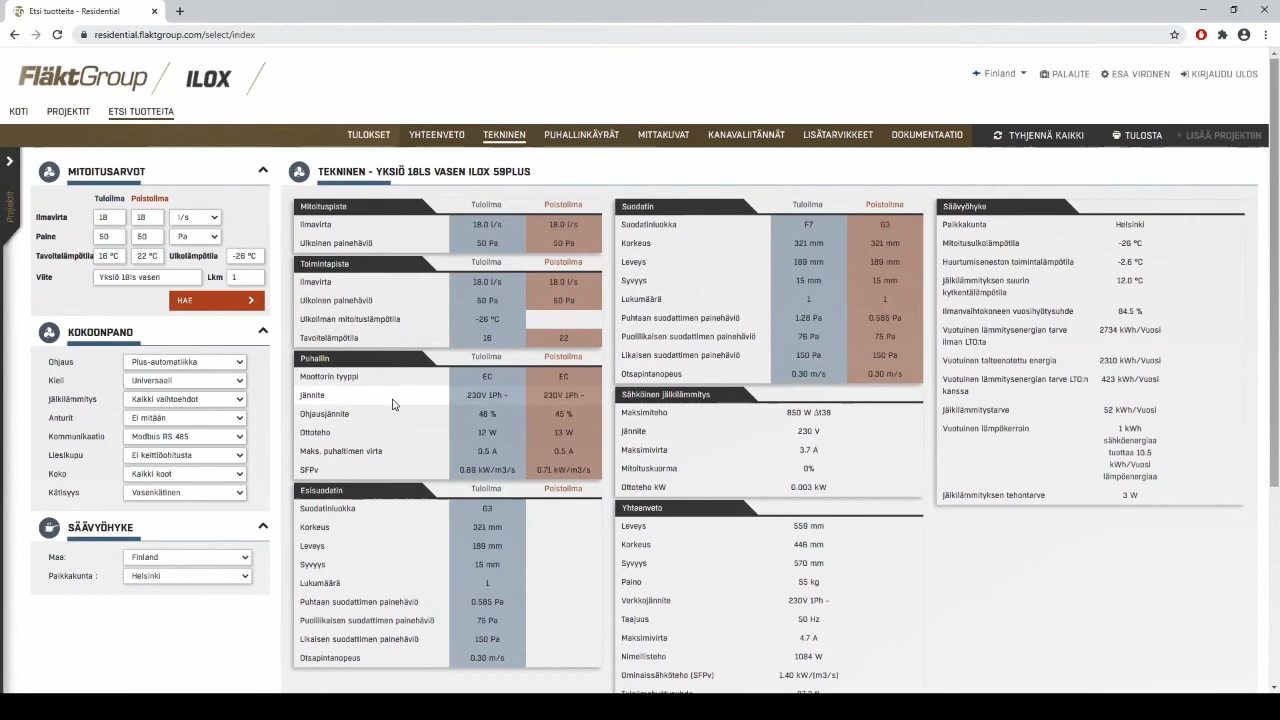 Etsi tuotteita - Residential
residential.flaktgroup.com/select/index
FläktGroup ILOX
Finland PALAUTE ESA VIRONEN KIRJAUDU ULOS
KOTI PROJEKTIT ETSI TUOTTEITA
TULOKSET YHTEENVETO TEKNINEN PUHALLINKÄYRÄT MITTAKUVAT KANAVALIITÄNNÄT LISÄTARVIKKEET DOKUMENTAATIO TYHJENNÄ KAIKKI TULOSTA + LISÄÄ PROJEKTIIN
Projektit
MITOITUSARVOT
Tuloilma Poistoilma
Ilmavirta 18 18 l/s
Paine 50 50 Pa
Tavoitelämpötila 16 °C 22 °C Ulkolämpötila -26 °C
Viite Yksiö 18ls vasen Lkm 1
HAE
KOKOONPANO
Ohjaus Plus-automatiikka
Kieli Universaali
Jälkilämmitys Kaikki vaihtoehdot
Anturit Ei mitään
Kommunikaatio Modbus RS 485
Liesikupu Ei keittiöohitusta
Koko Kaikki koot
Kätisyys Vasenkätinen
SÄÄVYÖHYKE
Maa: Finland
Paikkakunta : Helsinki
TEKNINEN - YKSIÖ 18LS VASEN ILOX 59PLUS
Mitoituspiste Tuloilma Poistoilma
Ilmavirta 18.0 l/s 18.0 l/s
Ulkoinen painehäviö 50 Pa 50 Pa
Toimintapiste
Ilmavirta 18.0 l/s 18.0 l/s
Ulkoinen painehäviö 50 Pa 50 Pa
Ulkoilman mitoituslämpötila -26 °C
Tavoitelämpötila 16 22
Puhallin Tuloilma Poistoilma
Moottorin tyyppi EC EC
Jännite 230V 1Ph ~ 230V 1Ph ~
Ohjausjännite 48 % 45 %
Ottoteho 12 W 13 W
Maks. puhaltimen virta 0.5 A 0.5 A
SFPv 0.69 kW/m3/s 0.71 kW/m3/s
Esisuodatin Tuloilma Poistoilma
Suodatinluokka G3
Korkeus 321 mm
Leveys 189 mm
Syvyys 15 mm
Lukumäärä 1
Puhtaan suodattimen painehäviö 0.585 Pa
Puolilikaisen suodattimen painehäviö 75 Pa
Likaisen suodattimen painehäviö 150 Pa
Otsapintanopeus 0.30 m/s
Suodatin Tuloilma Poistoilma
Suodatinluokka F7 G3
Korkeus 321 mm 321 mm
Leveys 189 mm 189 mm
Syvyys 15 mm 15 mm
Lukumäärä 1 1
Puhtaan suodattimen painehäviö 1.28 Pa 0.585 Pa
Puolilikaisen suodattimen painehäviö 76 Pa 75 Pa
Likaisen suodattimen painehäviö 150 Pa 150 Pa
Otsapintanopeus 0.30 m/s 0.30 m/s
Sähköinen jälkilämmitys
Maksimiteho 850 W Δt38
Jännite 230 V
Maksimivirta 3.7 A
Mitoituskuorma 0%
Ottoteho 0.003 kW
Yhteenveto
Leveys 559 mm
Korkeus 446 mm
Syvyys 570 mm
Paino 55 kg
Verkkojännite 230V 1Ph ~
Taajuus 50 Hz
Maksimivirta 4.7 A
Nimellisteho 1084 W
Ominaissähköteho (SFPv) 1.40 kW/(m3/s)
Säävyöhyke
Paikkakunta Helsinki
Mitoitusulkolämpötila -26 °C
Huurtumiseneston toimintalämpötila -2.6 °C
Jälkilämmityksen suurin 12.0 °C
kytkentälämpötila
Ilmanvaihtokoneen vuosihyötysuhde 84.5 %
Vuotuinen lämmitysenergian tarve 2734 kWh/Vuosi
ilman LTO:ta
Vuotuinen talteenotettu energia 2310 kWh/Vuosi
Vuotuinen lämmitysenergian tarve LTO:n 423 kWh/Vuosi
kanssa
Jälkilämmitystarve 52 kWh/Vuosi
Vuotuinen lämpökerroin 1 kWh
sähköenergiaa
tuottaa 10.5
kWh/Vuosi
lämpöenergiaa
Jälkilämmityksen tehontarve 3 W